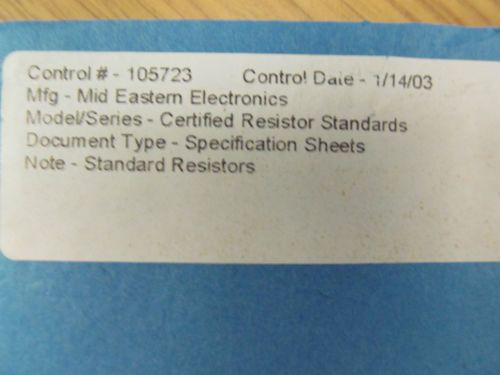 Control # - 105723 Control Date - 1/14/03
Mfg - Mid Eastern Electronics
Model/Series - Certified Resistor Standards
Document Type - Specification Sheets
Note - Standard Resistors